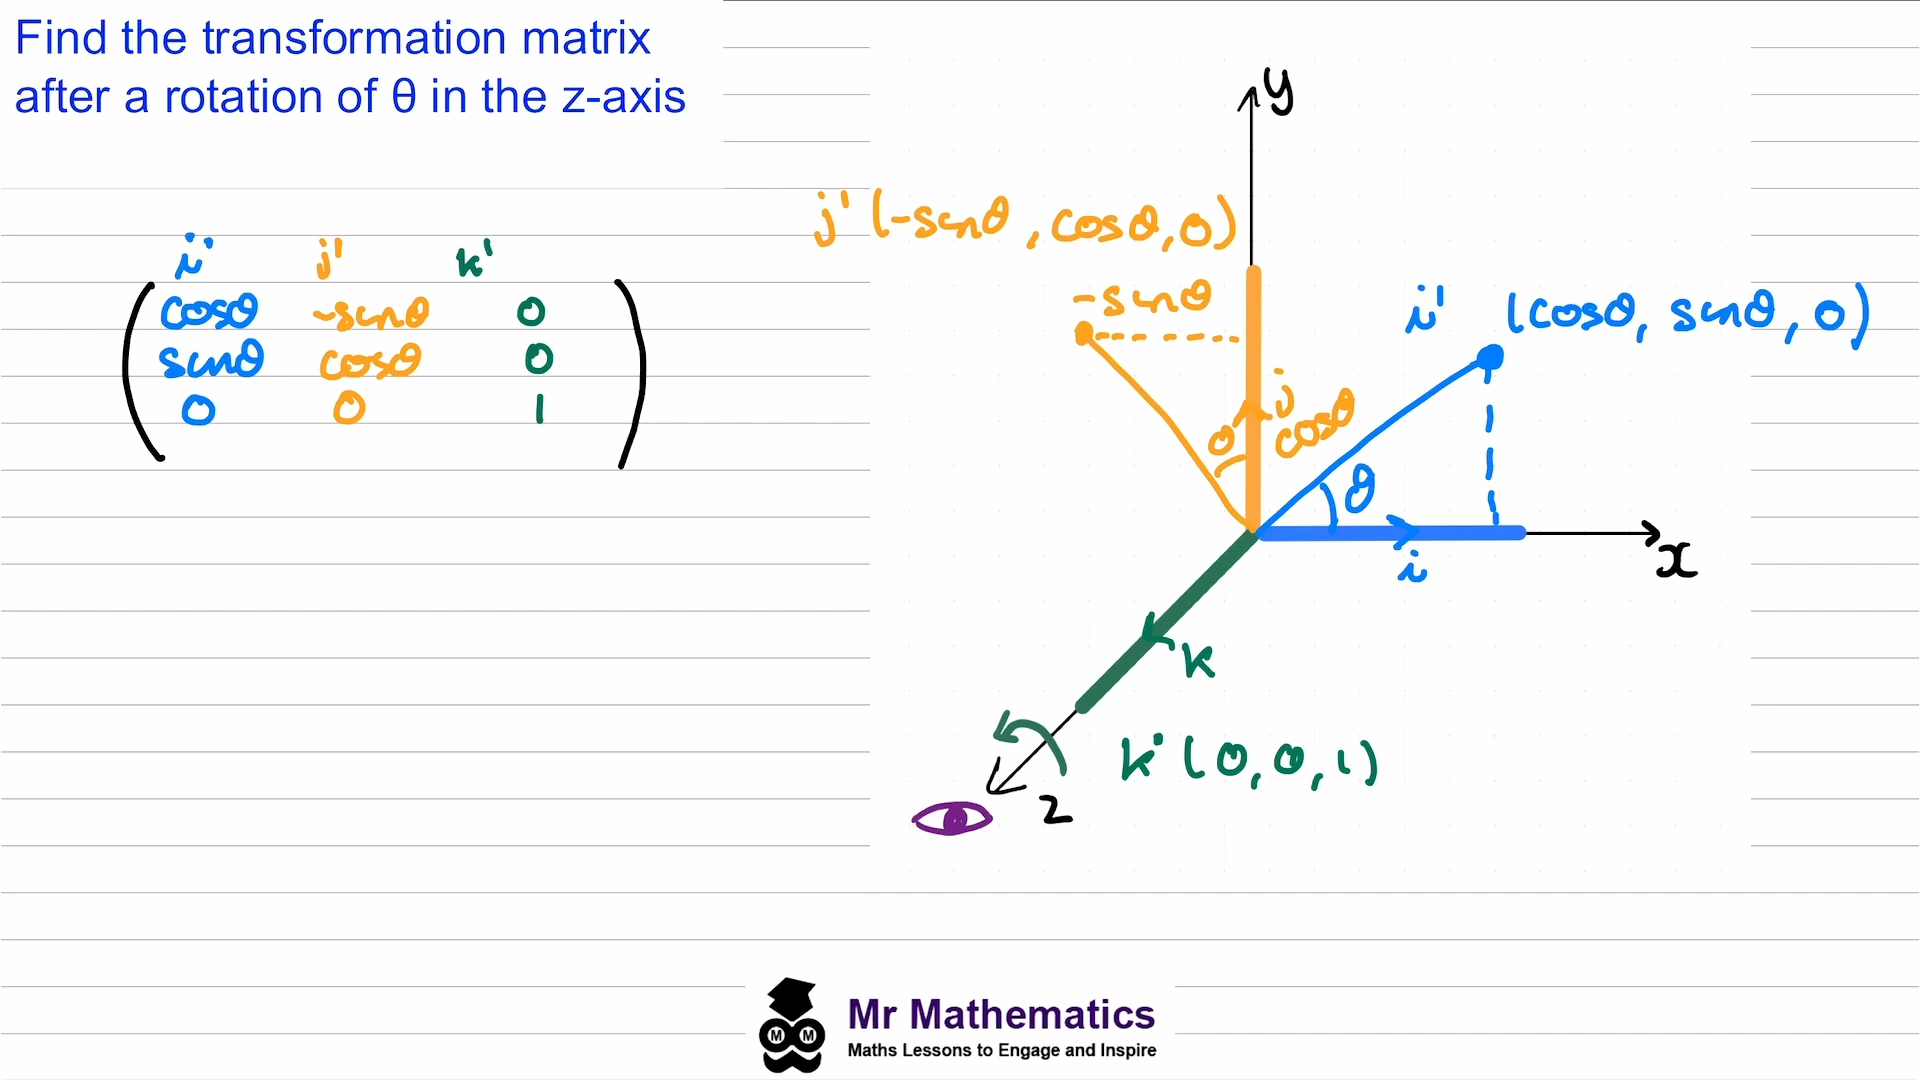 Find the transformation matrix
after a rotation of θ in the z-axis
i' j' k'
cosθ -sinθ 0
sinθ cosθ 0
0 0 1
y
j' (-sinθ, cosθ, 0)
-sinθ
i' (cosθ, sinθ, 0)
j
θ cosθ
θ
x
i
k
k' (0, 0, 1)
z
M M
Mr Mathematics
Maths Lessons to Engage and Inspire